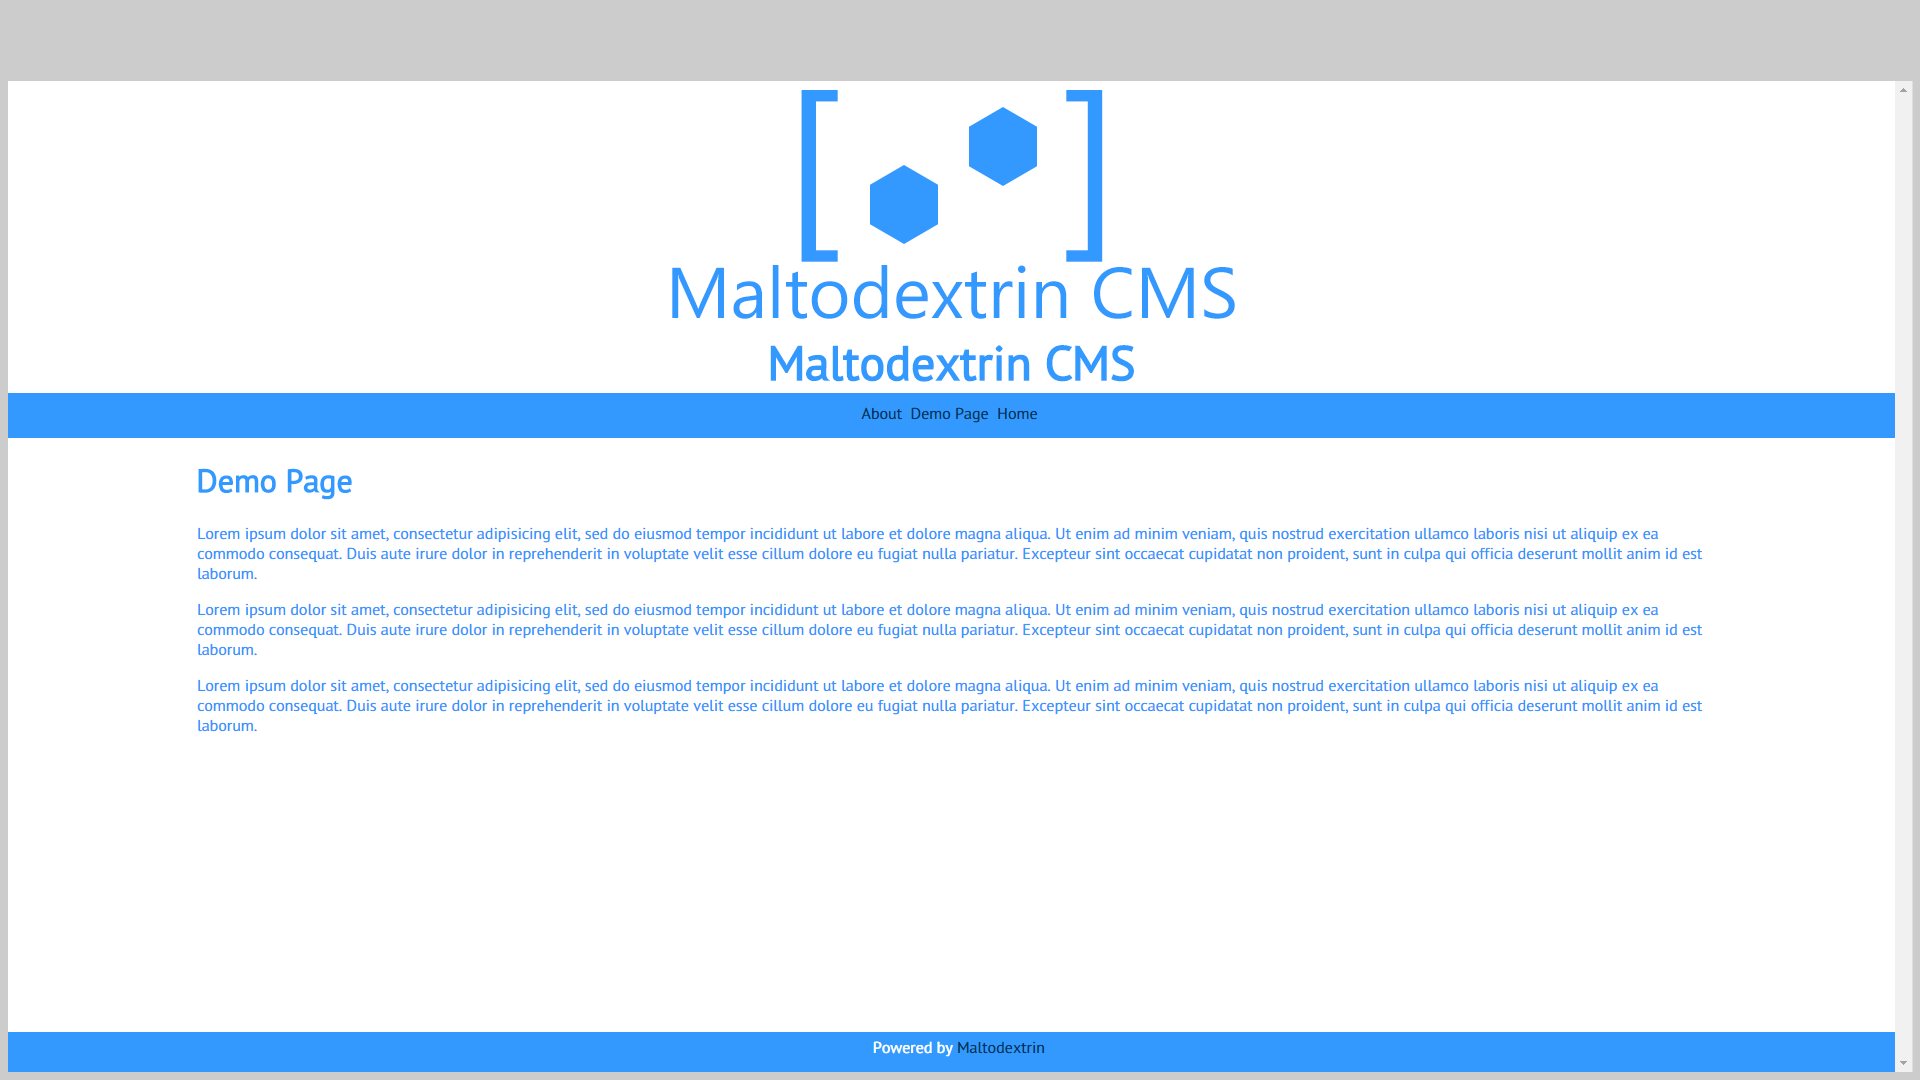 Maltodextrin CMS
Maltodextrin CMS
About Demo Page Home
Demo Page
Lorem ipsum dolor sit amet, consectetur adipisicing elit, sed do eiusmod tempor incididunt ut labore et dolore magna aliqua. Ut enim ad minim veniam, quis nostrud exercitation ullamco laboris nisi ut aliquip ex ea
commodo consequat. Duis aute irure dolor in reprehenderit in voluptate velit esse cillum dolore eu fugiat nulla pariatur. Excepteur sint occaecat cupidatat non proident, sunt in culpa qui officia deserunt mollit anim id est
laborum.
Lorem ipsum dolor sit amet, consectetur adipisicing elit, sed do eiusmod tempor incididunt ut labore et dolore magna aliqua. Ut enim ad minim veniam, quis nostrud exercitation ullamco laboris nisi ut aliquip ex ea
commodo consequat. Duis aute irure dolor in reprehenderit in voluptate velit esse cillum dolore eu fugiat nulla pariatur. Excepteur sint occaecat cupidatat non proident, sunt in culpa qui officia deserunt mollit anim id est
laborum.
Lorem ipsum dolor sit amet, consectetur adipisicing elit, sed do eiusmod tempor incididunt ut labore et dolore magna aliqua. Ut enim ad minim veniam, quis nostrud exercitation ullamco laboris nisi ut aliquip ex ea
commodo consequat. Duis aute irure dolor in reprehenderit in voluptate velit esse cillum dolore eu fugiat nulla pariatur. Excepteur sint occaecat cupidatat non proident, sunt in culpa qui officia deserunt mollit anim id est
laborum.
Powered by Maltodextrin